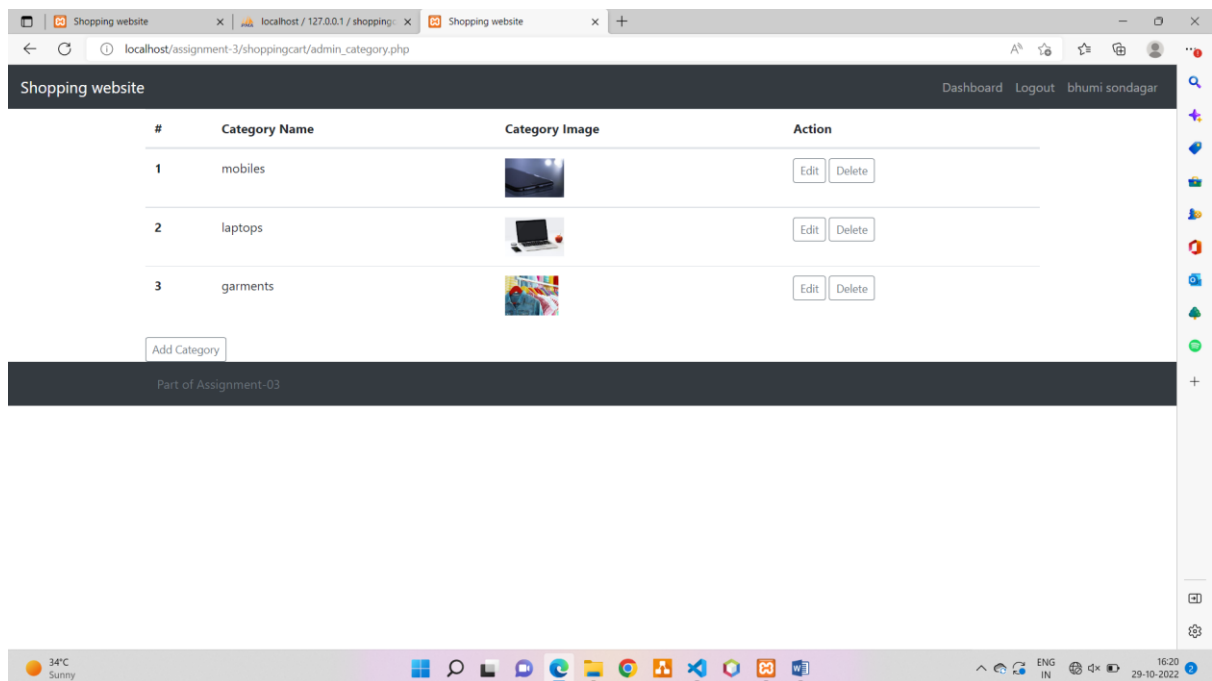 Shopping website
localhost / 127.0.0.1 / shoppingc
Shopping website
localhost/assignment-3/shoppingcart/admin_category.php
Shopping website Dashboard Logout bhumi sondagar
# Category Name Category Image Action
1 mobiles Edit Delete
2 laptops Edit Delete
3 garments Edit Delete
Add Category
Part of Assignment-03
34°C
Sunny
ENG
IN
16:20
29-10-2022
2